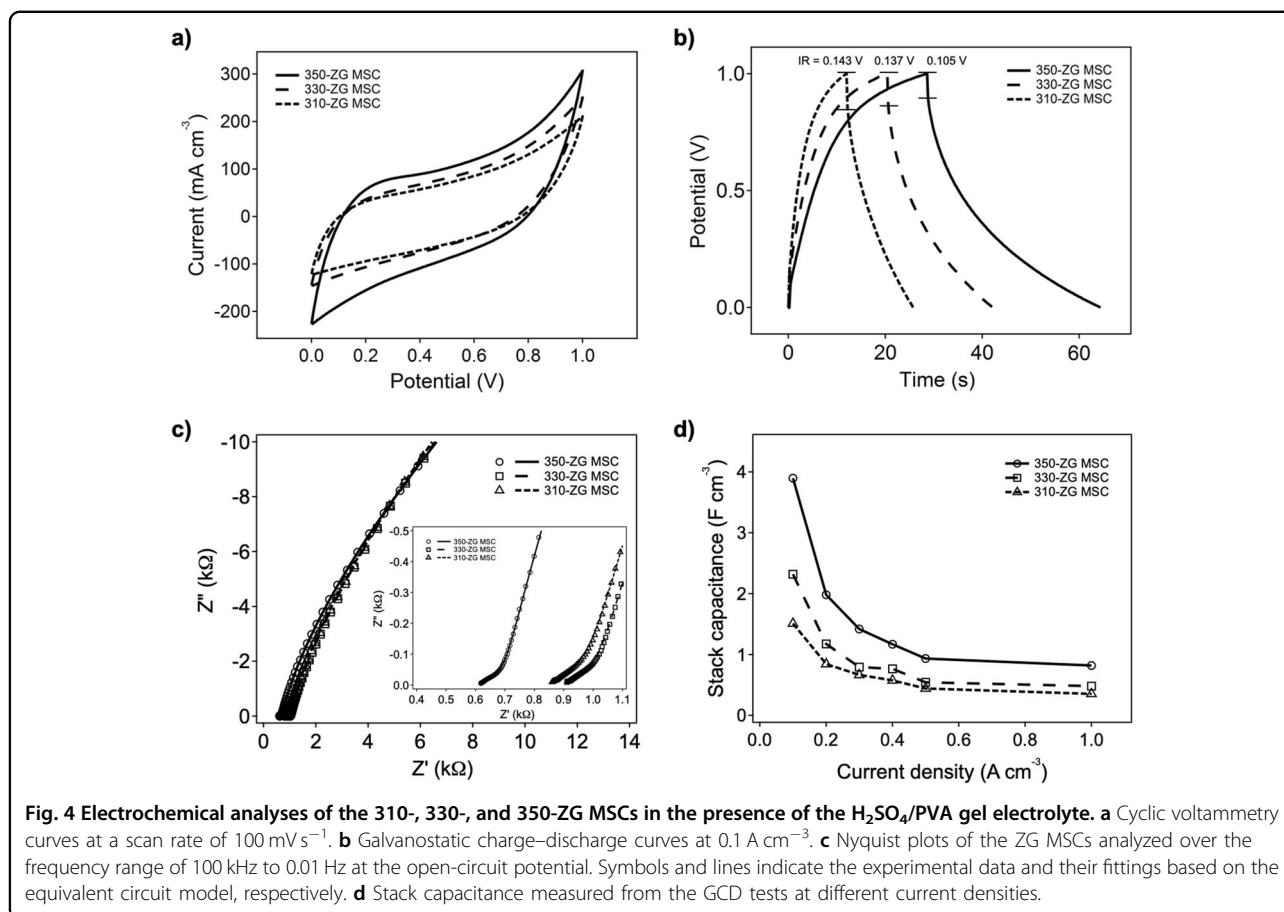 a)
350-ZG MSC
330-ZG MSC
310-ZG MSC
300
200
100
0
-100
-200
Current (mA cm⁻³)
0.0 0.2 0.4 0.6 0.8 1.0
Potential (V)
b)
IR = 0.143 V 0.137 V 0.105 V
350-ZG MSC
330-ZG MSC
310-ZG MSC
1.0
0.5
0.0
Potential (V)
0 20 40 60
Time (s)
c)
350-ZG MSC
330-ZG MSC
310-ZG MSC
-10
-8
-6
-4
-2
0
Z" (kΩ)
0 2 4 6 8 10 12 14
Z' (kΩ)
350-ZG MSC
330-ZG MSC
310-ZG MSC
-0.5
-0.4
-0.3
-0.2
-0.1
0.0
Z" (kΩ)
0.4 0.5 0.6 0.7 0.8 0.9 1.0 1.1
Z' (kΩ)
d)
350-ZG MSC
330-ZG MSC
310-ZG MSC
4
3
2
1
0
Stack capacitance (F cm⁻³)
0.0 0.2 0.4 0.6 0.8 1.0
Current density (A cm⁻³)
Fig. 4 Electrochemical analyses of the 310-, 330-, and 350-ZG MSCs in the presence of the H₂SO₄/PVA gel electrolyte. a Cyclic voltammetry
curves at a scan rate of 100 mV s⁻¹. b Galvanostatic charge–discharge curves at 0.1 A cm⁻³. c Nyquist plots of the ZG MSCs analyzed over the
frequency range of 100 kHz to 0.01 Hz at the open-circuit potential. Symbols and lines indicate the experimental data and their fittings based on the
equivalent circuit model, respectively. d Stack capacitance measured from the GCD tests at different current densities.